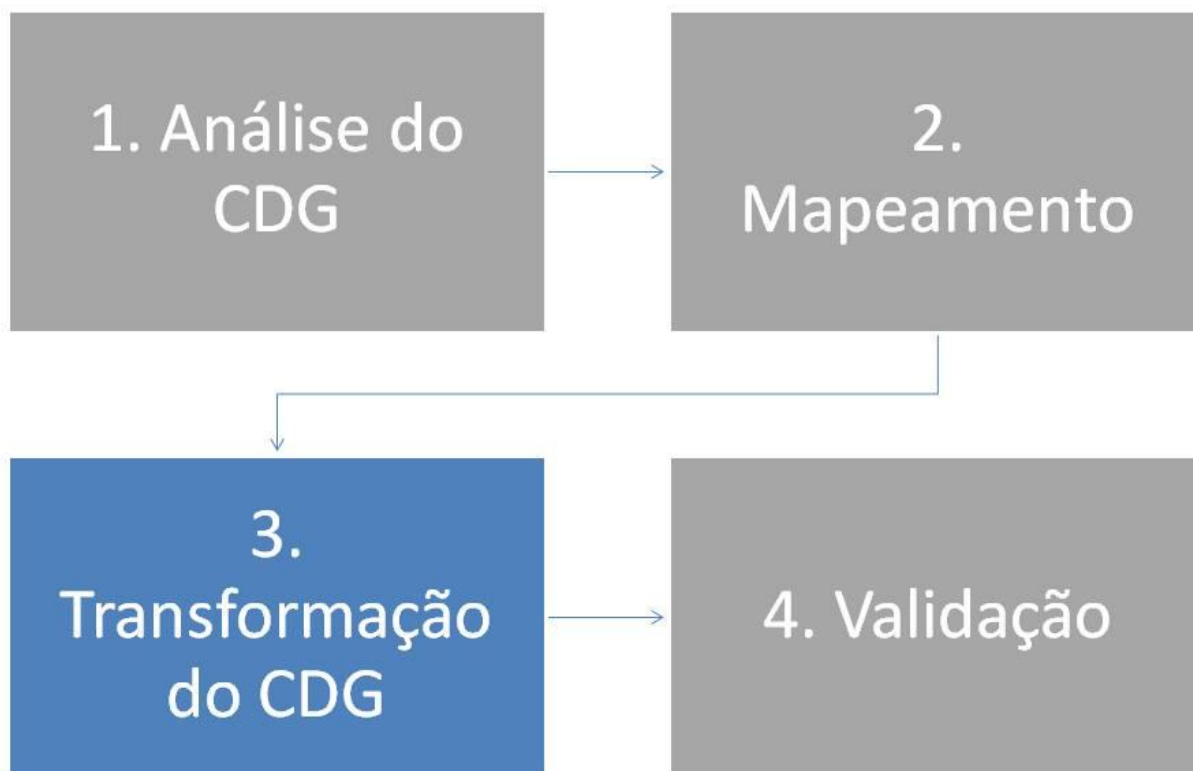 1. Análise do
CDG
2.
Mapeamento
3.
Transformação
do CDG
4. Validação